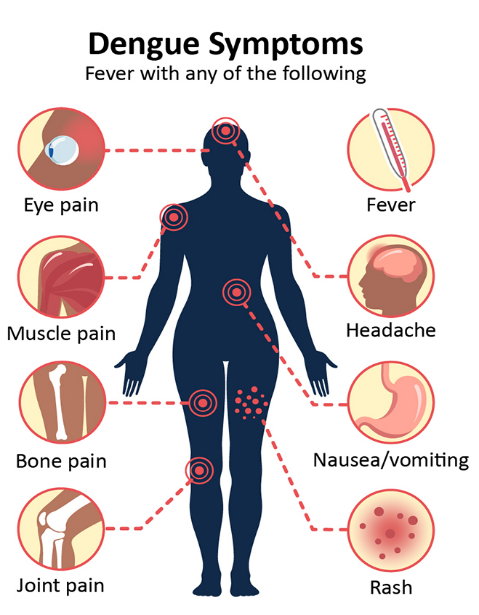 Dengue Symptoms
Fever with any of the following
Eye pain
Fever
Muscle pain
Headache
Bone pain
Nausea/vomiting
Joint pain
Rash